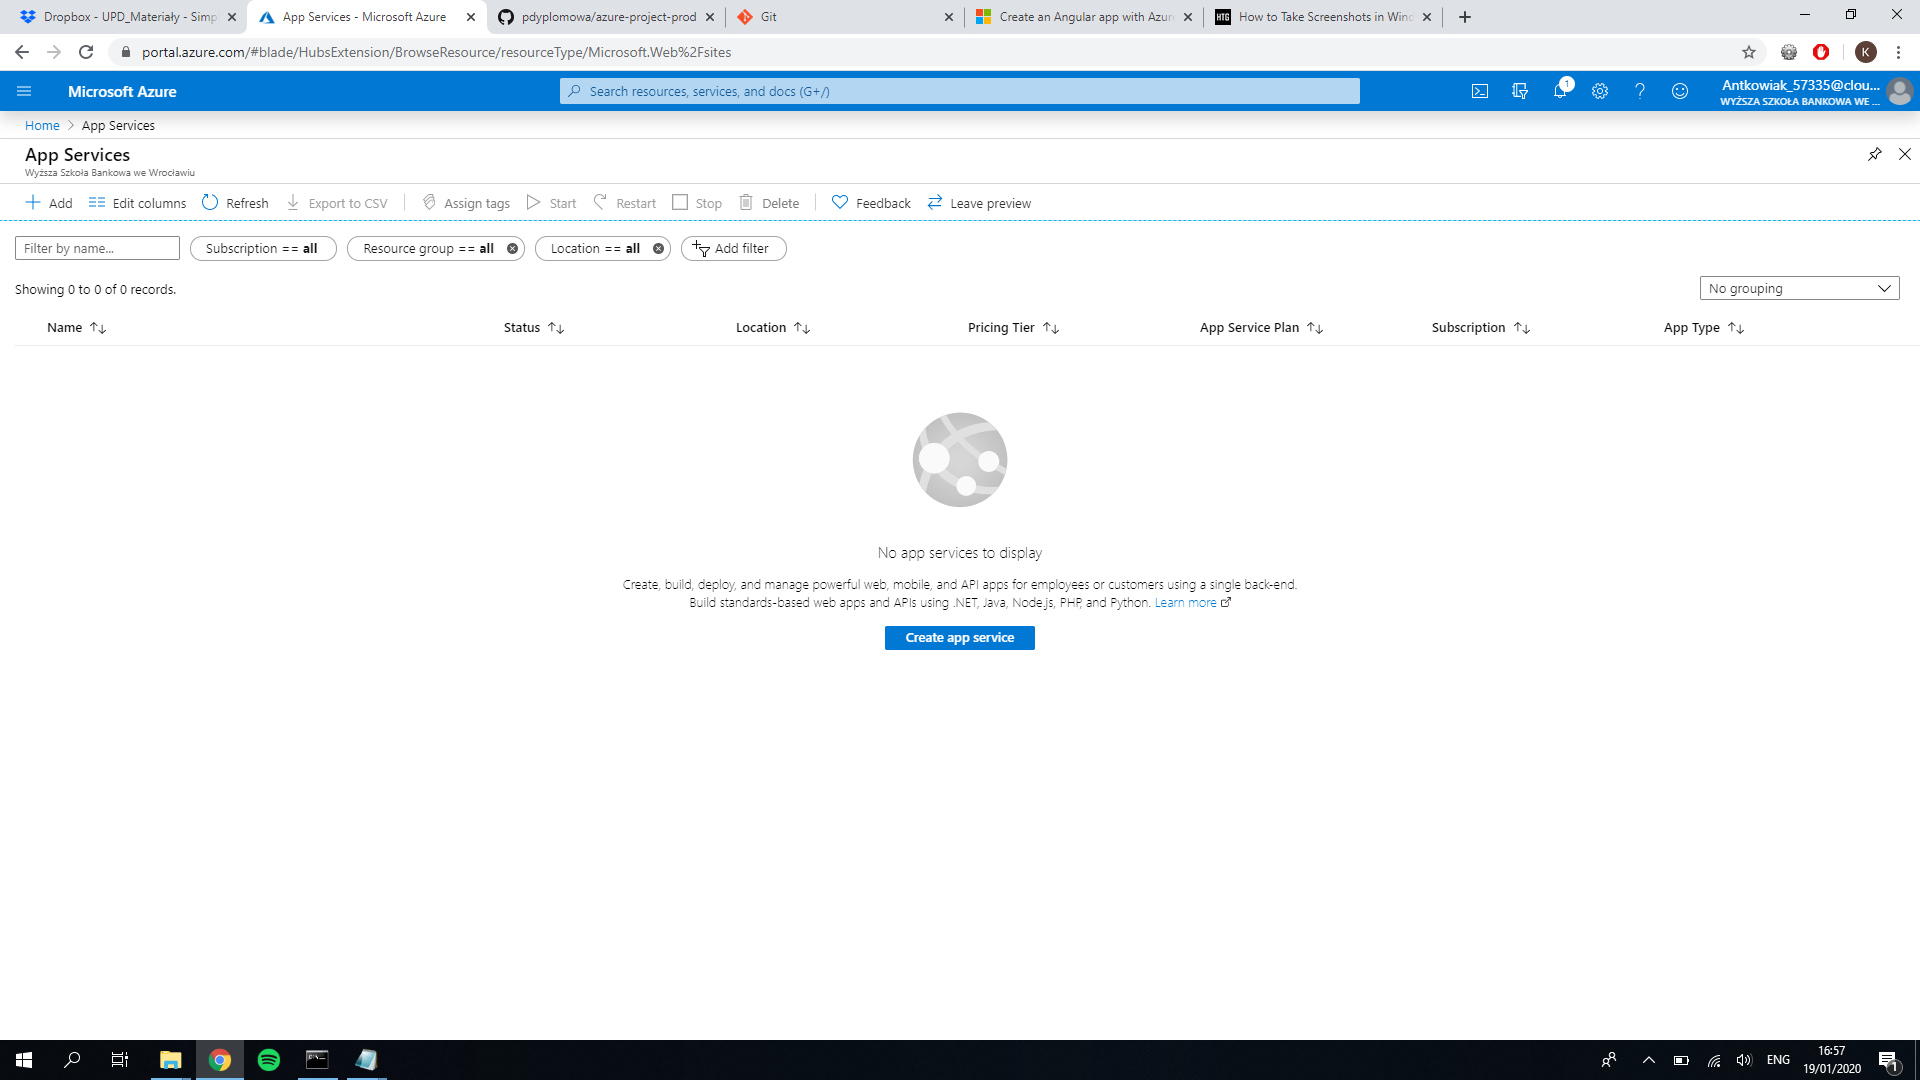 Dropbox - UPD_Materiały - Simpl
App Services - Microsoft Azure
pdyplomowa/azure-project-prod
Git
Create an Angular app with Azur
HTG How to Take Screenshots in Wind
portal.azure.com/#blade/HubsExtension/BrowseResource/resourceType/Microsoft.Web%2Fsites
K
Microsoft Azure
Search resources, services, and docs (G+/)
1
Antkowiak_57335@clou...
WYŻSZA SZKOŁA BANKOWA WE ...
Home > App Services
App Services
Wyższa Szkoła Bankowa we Wrocławiu
Add
Edit columns
Refresh
Export to CSV
Assign tags
Start
Restart
Stop
Delete
Feedback
Leave preview
Filter by name...
Subscription == all
Resource group == all
Location == all
Add filter
Showing 0 to 0 of 0 records.
No grouping
Name
Status
Location
Pricing Tier
App Service Plan
Subscription
App Type
No app services to display
Create, build, deploy, and manage powerful web, mobile, and API apps for employees or customers using a single back-end.
Build standards-based web apps and APIs using .NET, Java, Node.js, PHP, and Python. Learn more
Create app service
ENG
16:57
19/01/2020
1